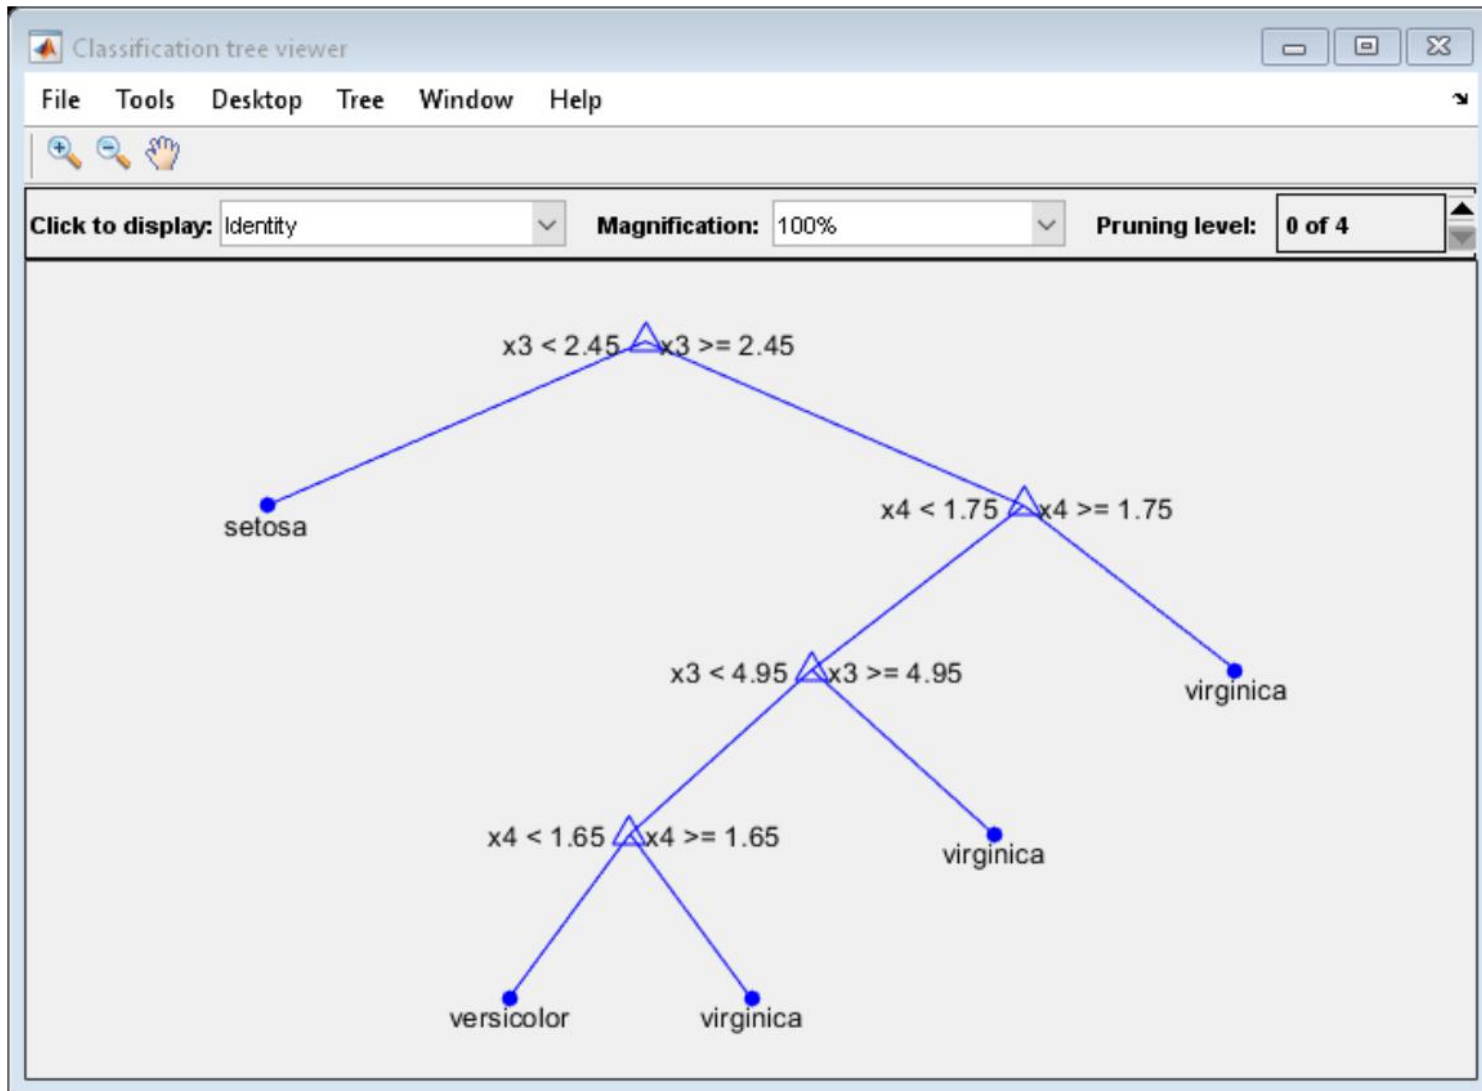 Classification tree viewer
File Tools Desktop Tree Window Help
Click to display: Identity Magnification: 100% Pruning level: 0 of 4
x3 < 2.45 x3 >= 2.45
setosa
x4 < 1.75 x4 >= 1.75
x3 < 4.95 x3 >= 4.95
virginica
x4 < 1.65 x4 >= 1.65
virginica
versicolor virginica